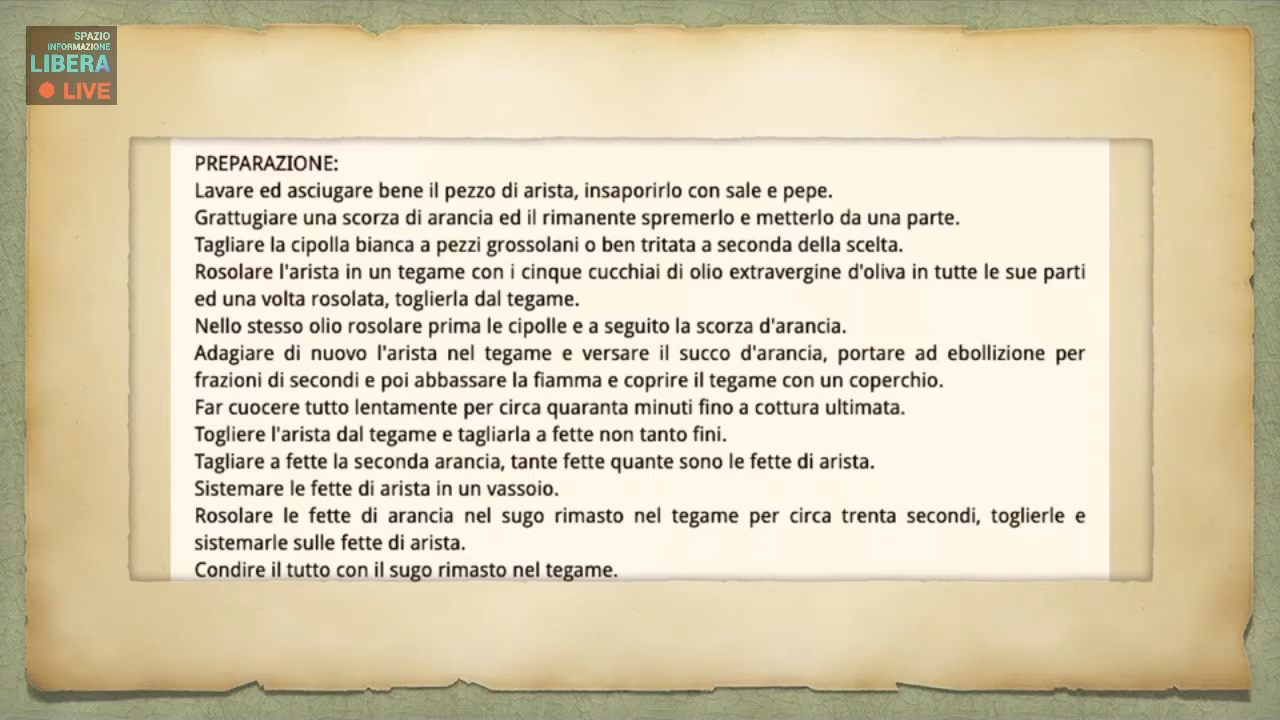 SPAZIO
INFORMAZIONE
LIBERA
LIVE
PREPARAZIONE:
Lavare ed asciugare bene il pezzo di arista, insaporirlo con sale e pepe.
Grattugiare una scorza di arancia ed il rimanente spremerlo e metterlo da una parte.
Tagliare la cipolla bianca a pezzi grossolani o ben tritata a seconda della scelta.
Rosolare l'arista in un tegame con i cinque cucchiai di olio extravergine d'oliva in tutte le sue parti
ed una volta rosolata, toglierla dal tegame.
Nello stesso olio rosolare prima le cipolle e a seguito la scorza d'arancia.
Adagiare di nuovo l'arista nel tegame e versare il succo d'arancia, portare ad ebollizione per
frazioni di secondi e poi abbassare la fiamma e coprire il tegame con un coperchio.
Far cuocere tutto lentamente per circa quaranta minuti fino a cottura ultimata.
Togliere l'arista dal tegame e tagliarla a fette non tanto fini.
Tagliare a fette la seconda arancia, tante fette quante sono le fette di arista.
Sistemare le fette di arista in un vassoio.
Rosolare le fette di arancia nel sugo rimasto nel tegame per circa trenta secondi, toglierle e
sistemarle sulle fette di arista.
Condire il tutto con il sugo rimasto nel tegame.